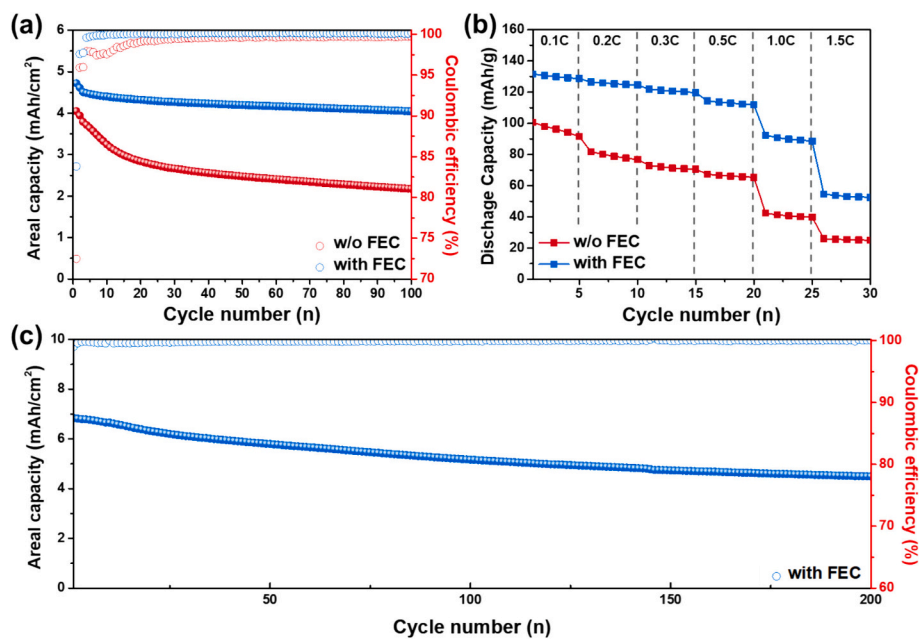 (a)
6
5
4
3
2
1
0
Areal capacity (mAh/cm²)
0 10 20 30 40 50 60 70 80 90 100
Cycle number (n)
100
95
90
85
80
75
70
Coulombic efficiency (%)
w/o FEC
with FEC
(b)
160
140
120
100
80
60
40
20
0
Dischage Capacity (mAh/g)
0.1C 0.2C 0.3C 0.5C 1.0C 1.5C
w/o FEC
with FEC
5 10 15 20 25 30
Cycle number (n)
(c)
10
8
6
4
2
0
Areal capacity (mAh/cm²)
50 100 150 200
Cycle number (n)
100
90
80
70
60
Coulombic efficiency (%)
with FEC